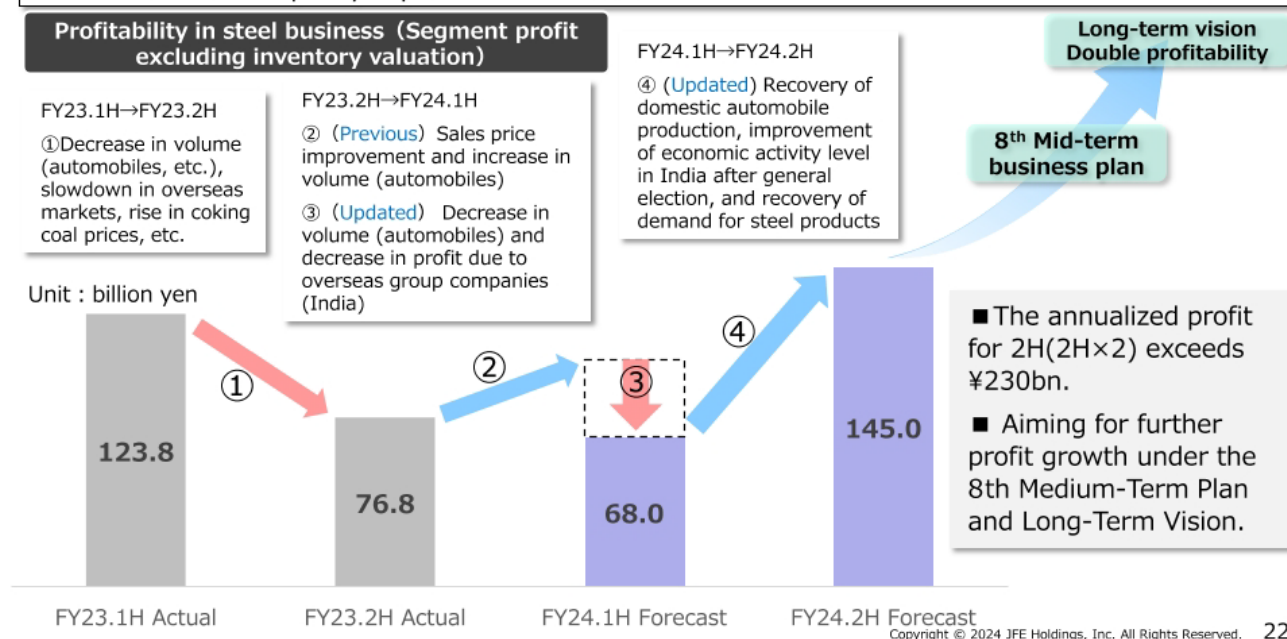 Profitability in steel business（Segment profit
excluding inventory valuation）
FY23.1H→FY23.2H
①Decrease in volume
(automobiles, etc.),
slowdown in overseas
markets, rise in coking
coal prices, etc.
FY23.2H→FY24.1H
②（Previous）Sales price
improvement and increase in
volume (automobiles)
③（Updated） Decrease in
volume (automobiles) and
decrease in profit due to
overseas group companies
(India)
FY24.1H→FY24.2H
④ (Updated) Recovery of
domestic automobile
production, improvement
of economic activity level
in India after general
election, and recovery of
demand for steel products
Long-term vision
Double profitability
8th Mid-term
business plan
Unit : billion yen
①
②
③
④
123.8
76.8
68.0
145.0
■The annualized profit
for 2H(2H×2) exceeds
¥230bn.
■ Aiming for further
profit growth under the
8th Medium-Term Plan
and Long-Term Vision.
FY23.1H Actual
FY23.2H Actual
FY24.1H Forecast
FY24.2H Forecast
Copyright © 2024 JFE Holdings, Inc. All Rights Reserved.
22